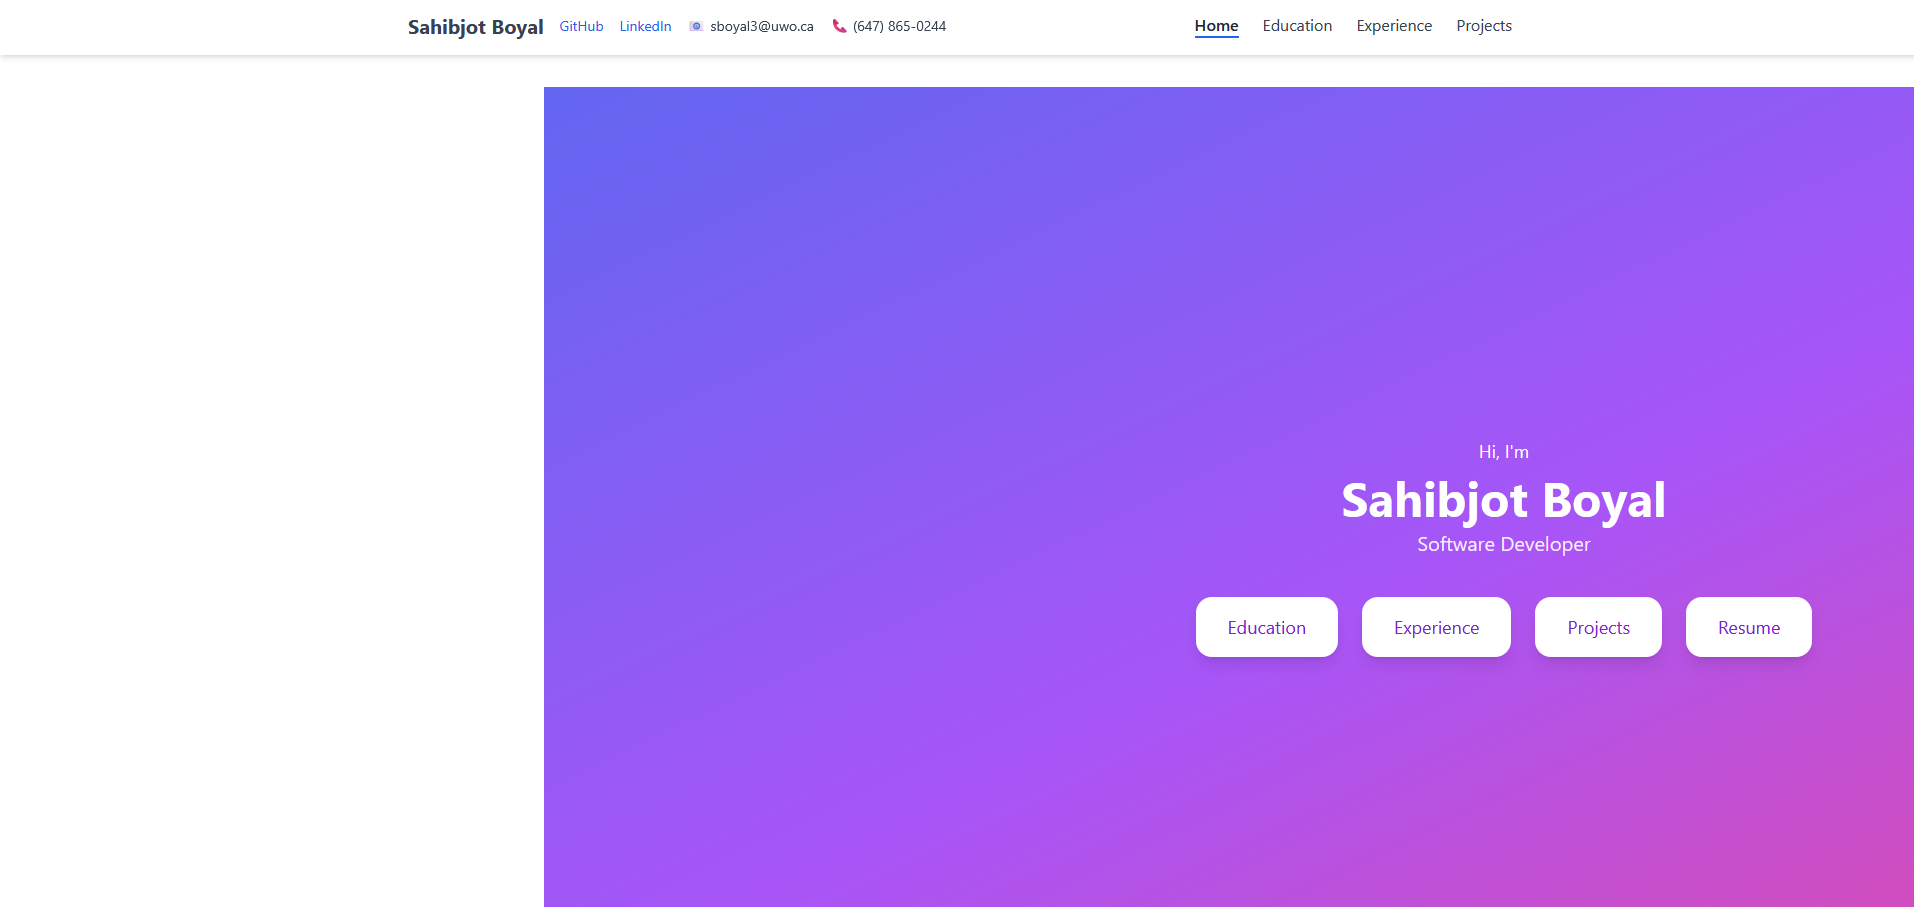 Sahibjot Boyal GitHub LinkedIn 📧 sboyal3@uwo.ca 📞 (647) 865-0244 Home Education Experience Projects
Hi, I'm
Sahibjot Boyal
Software Developer
Education Experience Projects Resume